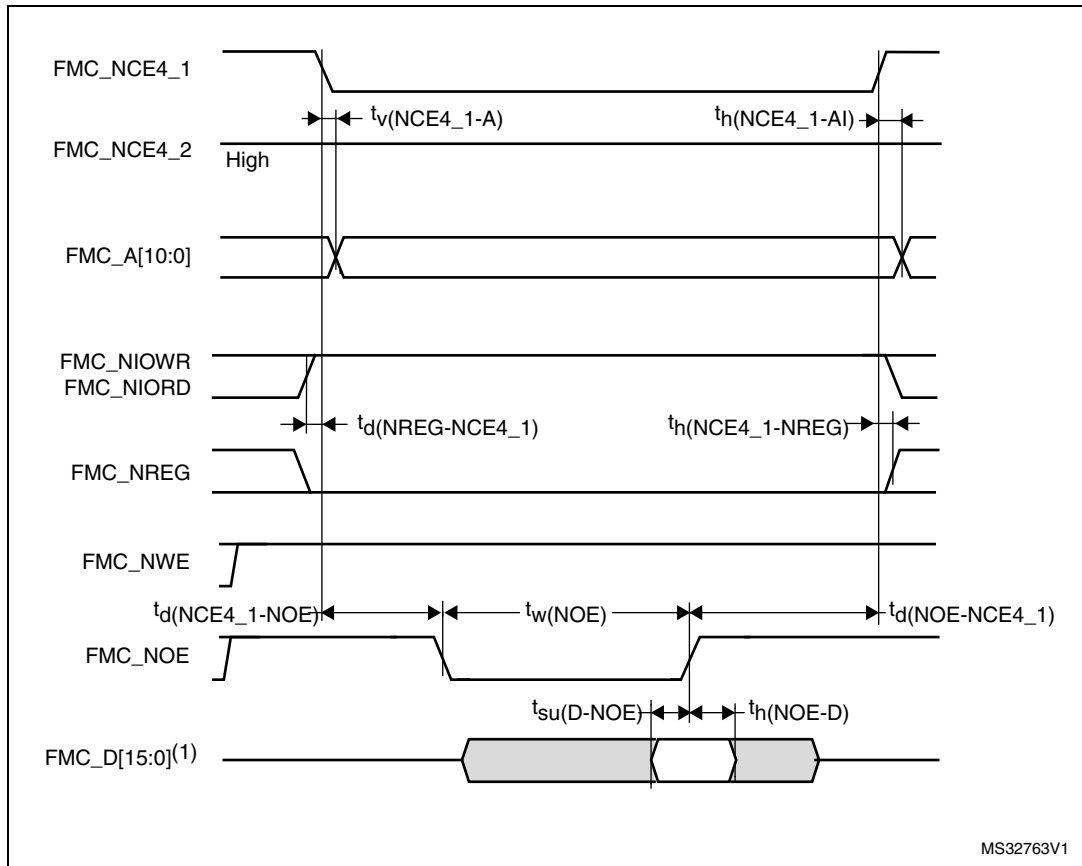 FMC_NCE4_1
tv(NCE4_1-A)
th(NCE4_1-AI)
FMC_NCE4_2
High
FMC_A[10:0]
FMC_NIOWR
FMC_NIORD
td(NREG-NCE4_1)
th(NCE4_1-NREG)
FMC_NREG
FMC_NWE
td(NCE4_1-NOE)
tw(NOE)
td(NOE-NCE4_1)
FMC_NOE
tsu(D-NOE)
th(NOE-D)
FMC_D[15:0](1)
MS32763V1